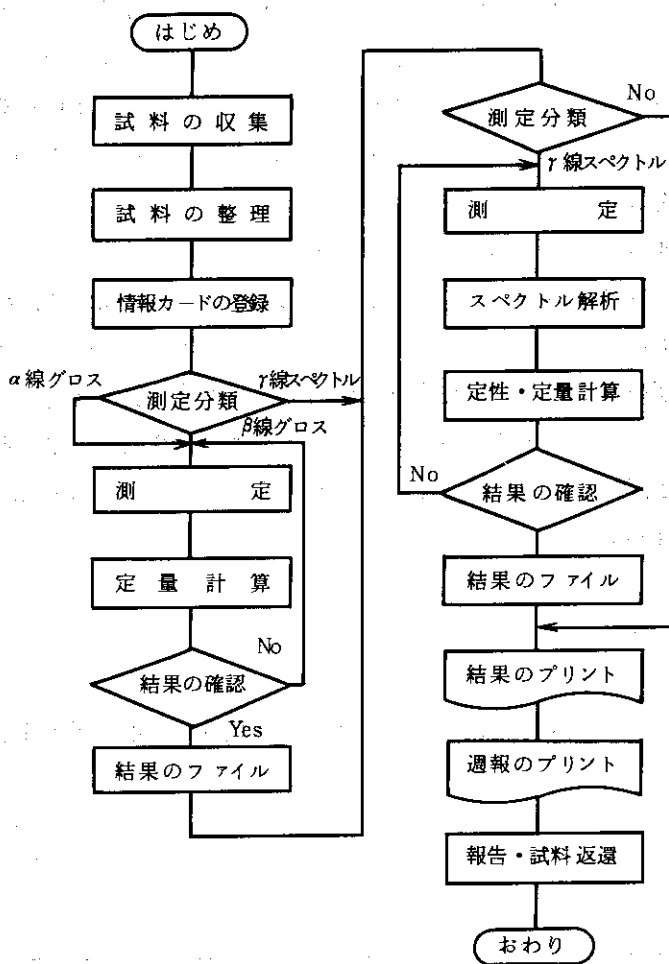 はじめ
試料の収集
試料の整理
情報カードの登録
α線グロス
γ線スペクトル
測定分類
β線グロス
測定
定量計算
No
結果の確認
Yes
結果のファイル
No
測定分類
γ線スペクトル
測定
スペクトル解析
定性・定量計算
No
結果の確認
結果のファイル
結果のプリント
週報のプリント
報告・試料返還
おわり